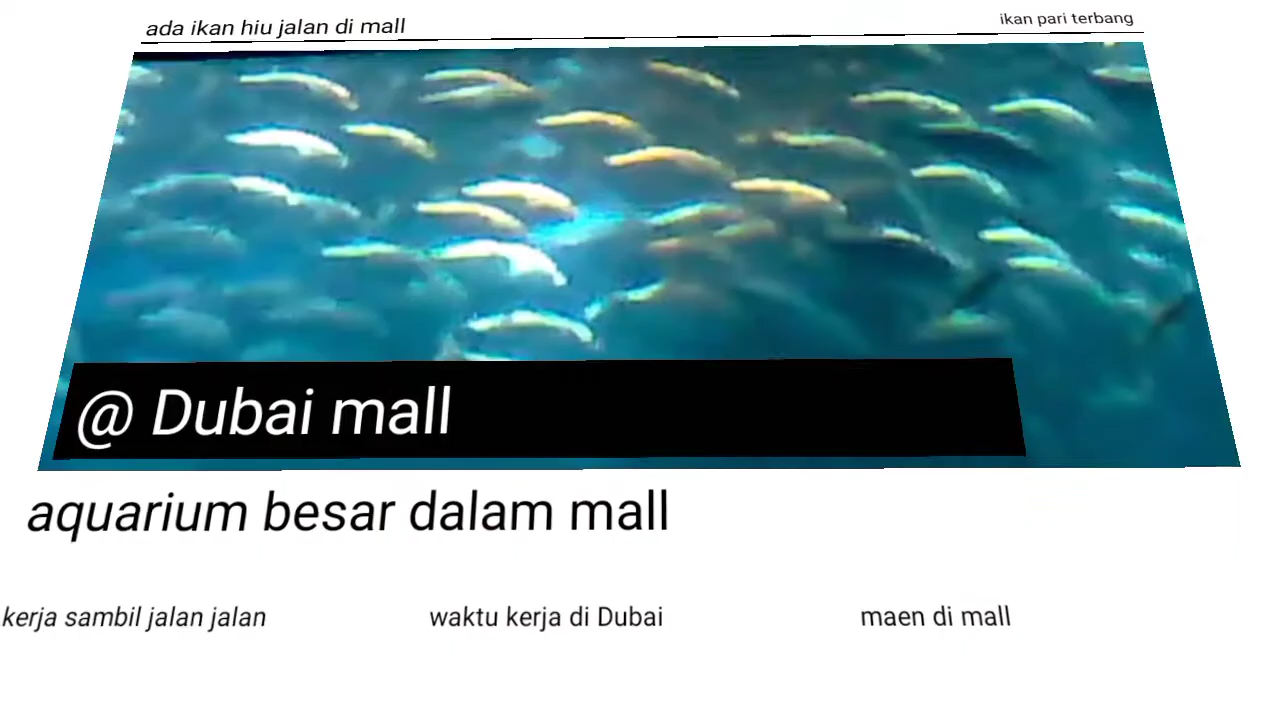 ada ikan hiu jalan di mall
ikan pari terbang
@ Dubai mall
aquarium besar dalam mall
kerja sambil jalan jalan
waktu kerja di Dubai
maen di mall